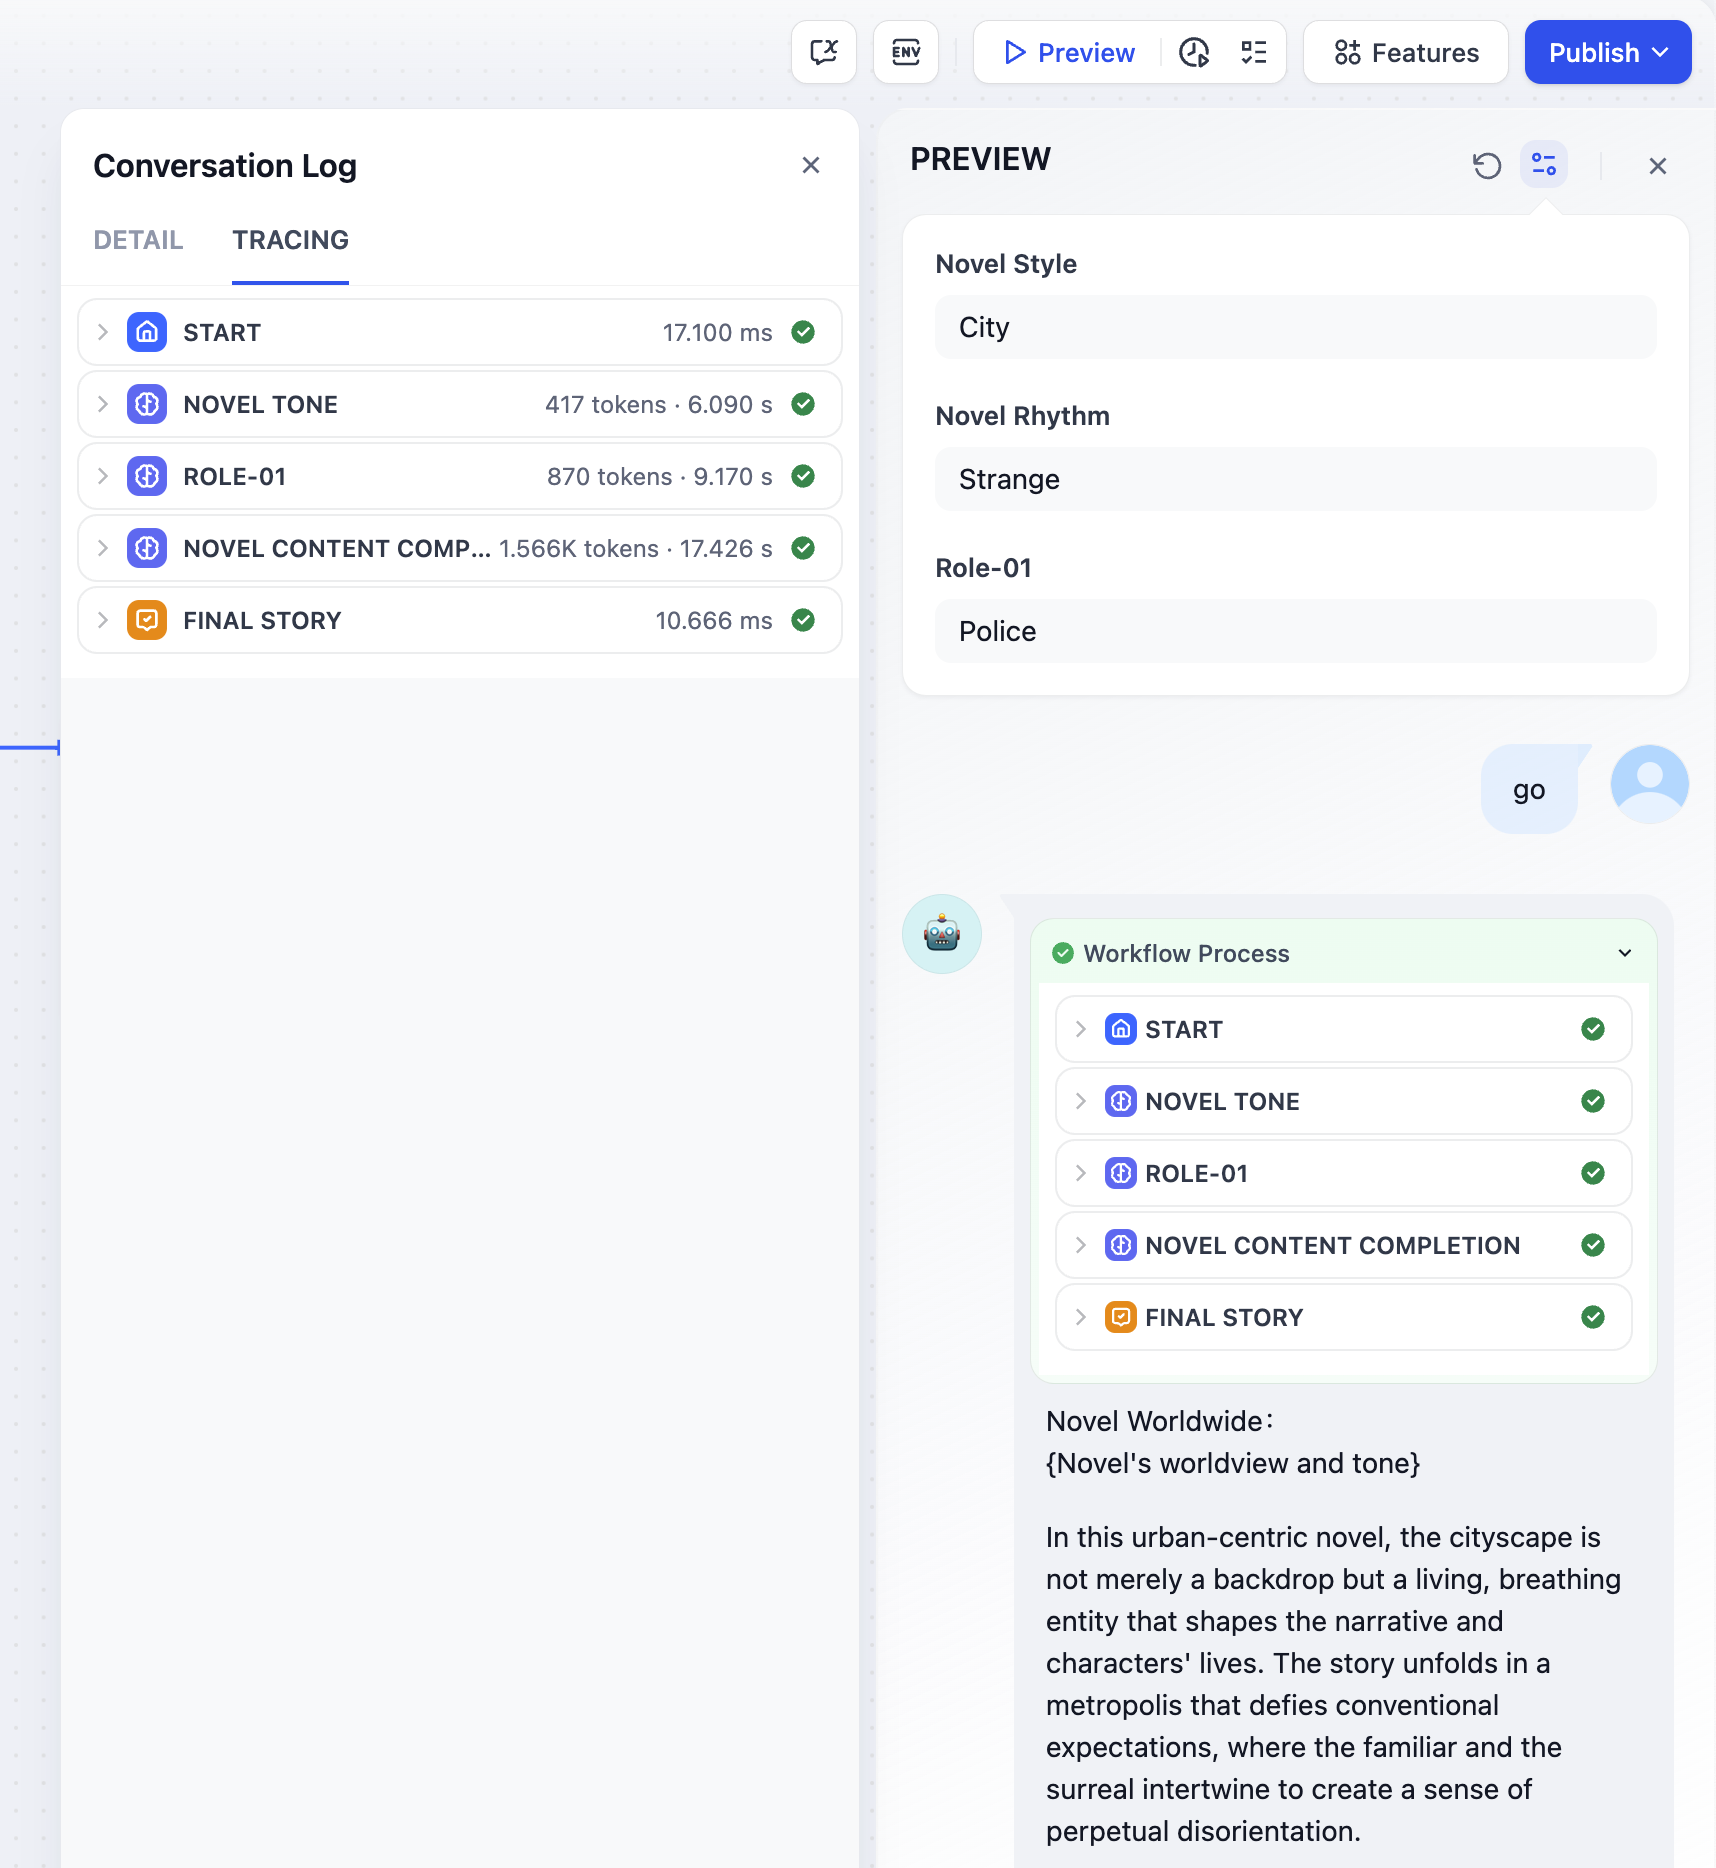 ENV
Preview
Features
Publish
Conversation Log
DETAIL
TRACING
START
17.100 ms
NOVEL TONE
417 tokens · 6.090 s
ROLE-01
870 tokens · 9.170 s
NOVEL CONTENT COMP...
1.566K tokens · 17.426 s
FINAL STORY
10.666 ms
PREVIEW
Novel Style
City
Novel Rhythm
Strange
Role-01
Police
go
Workflow Process
START
NOVEL TONE
ROLE-01
NOVEL CONTENT COMPLETION
FINAL STORY
Novel Worldwide：
{Novel's worldview and tone}
In this urban-centric novel, the cityscape is
not merely a backdrop but a living, breathing
entity that shapes the narrative and
characters' lives. The story unfolds in a
metropolis that defies conventional
expectations, where the familiar and the
surreal intertwine to create a sense of
perpetual disorientation.